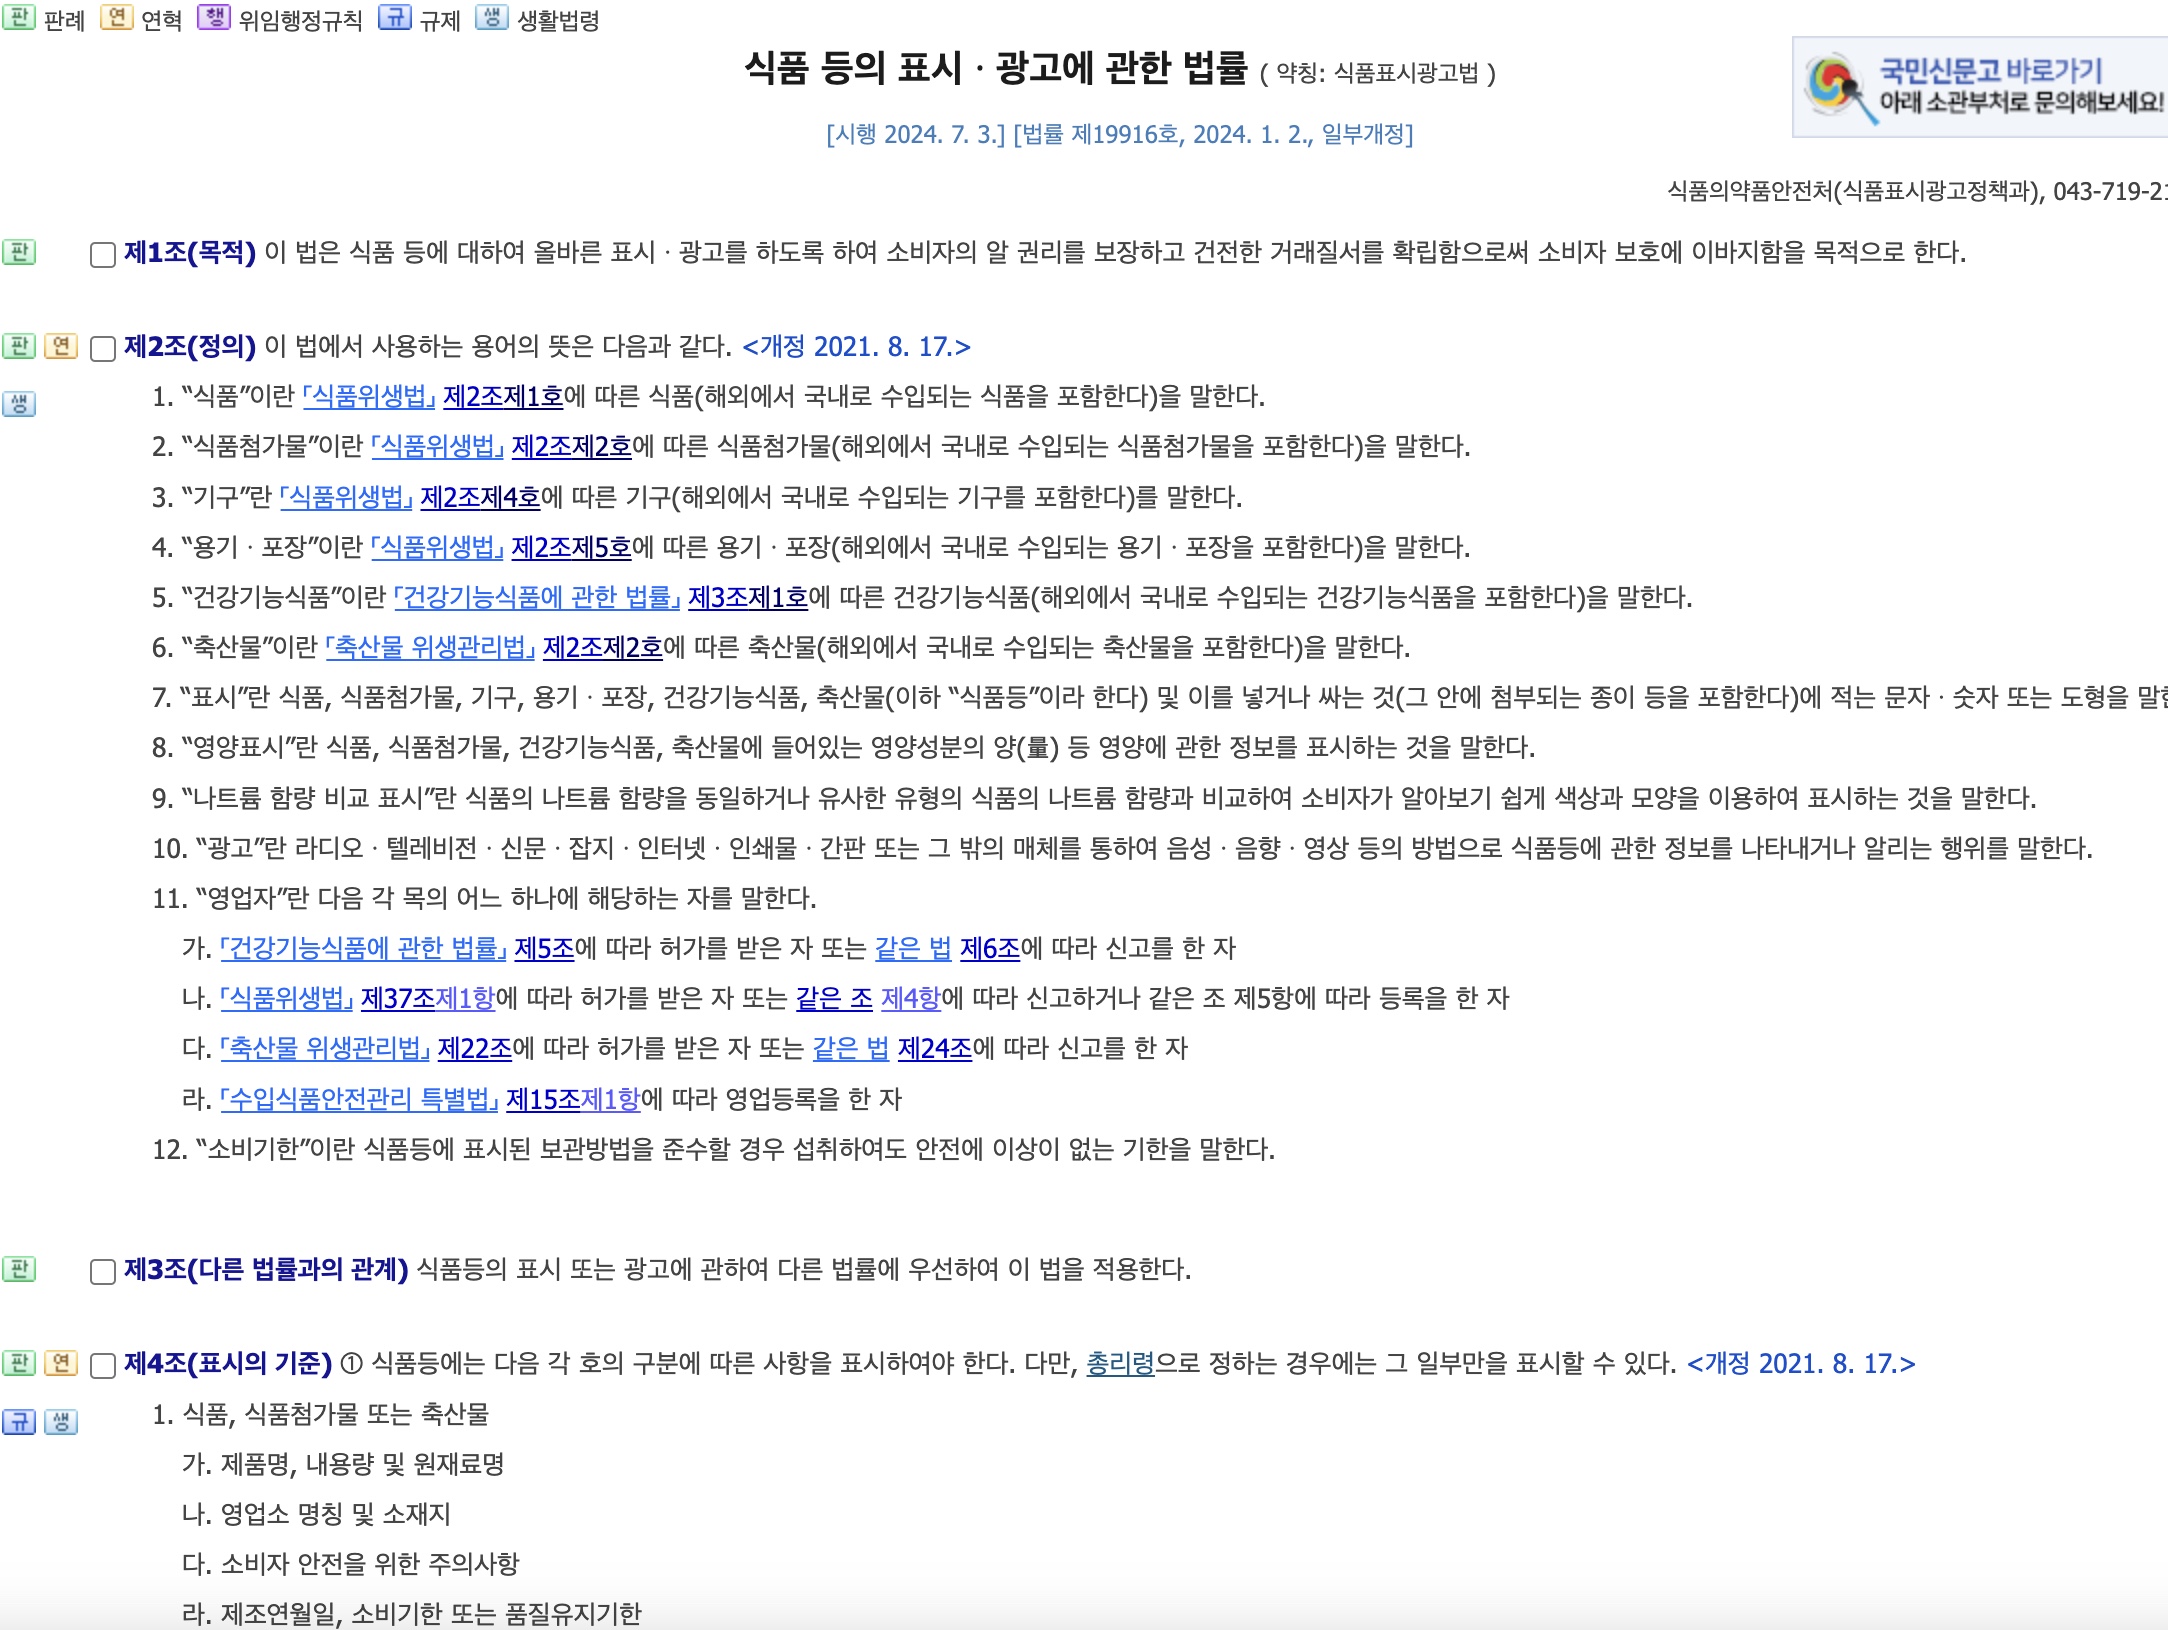 판 판례 연 연혁 행 위임행정규칙 규 규제 생 생활법령
식품 등의 표시ㆍ광고에 관한 법률 ( 약칭: 식품표시광고법 )
국민신문고 바로가기
아래 소관부처로 문의해보세요!
[시행 2024. 7. 3.] [법률 제19916호, 2024. 1. 2., 일부개정]
식품의약품안전처(식품표시광고정책과), 043-719-21
판 제1조(목적) 이 법은 식품 등에 대하여 올바른 표시ㆍ광고를 하도록 하여 소비자의 알 권리를 보장하고 건전한 거래질서를 확립함으로써 소비자 보호에 이바지함을 목적으로 한다.
판 연 제2조(정의) 이 법에서 사용하는 용어의 뜻은 다음과 같다. <개정 2021. 8. 17.>
생 1. “식품”이란 「식품위생법」 제2조제1호에 따른 식품(해외에서 국내로 수입되는 식품을 포함한다)을 말한다.
2. “식품첨가물”이란 「식품위생법」 제2조제2호에 따른 식품첨가물(해외에서 국내로 수입되는 식품첨가물을 포함한다)을 말한다.
3. “기구”란 「식품위생법」 제2조제4호에 따른 기구(해외에서 국내로 수입되는 기구를 포함한다)를 말한다.
4. “용기ㆍ포장”이란 「식품위생법」 제2조제5호에 따른 용기ㆍ포장(해외에서 국내로 수입되는 용기ㆍ포장을 포함한다)을 말한다.
5. “건강기능식품”이란 「건강기능식품에 관한 법률」 제3조제1호에 따른 건강기능식품(해외에서 국내로 수입되는 건강기능식품을 포함한다)을 말한다.
6. “축산물”이란 「축산물 위생관리법」 제2조제2호에 따른 축산물(해외에서 국내로 수입되는 축산물을 포함한다)을 말한다.
7. “표시”란 식품, 식품첨가물, 기구, 용기ㆍ포장, 건강기능식품, 축산물(이하 “식품등”이라 한다) 및 이를 넣거나 싸는 것(그 안에 첨부되는 종이 등을 포함한다)에 적는 문자ㆍ숫자 또는 도형을 말한
8. “영양표시”란 식품, 식품첨가물, 건강기능식품, 축산물에 들어있는 영양성분의 양(量) 등 영양에 관한 정보를 표시하는 것을 말한다.
9. “나트륨 함량 비교 표시”란 식품의 나트륨 함량을 동일하거나 유사한 유형의 식품의 나트륨 함량과 비교하여 소비자가 알아보기 쉽게 색상과 모양을 이용하여 표시하는 것을 말한다.
10. “광고”란 라디오ㆍ텔레비전ㆍ신문ㆍ잡지ㆍ인터넷ㆍ인쇄물ㆍ간판 또는 그 밖의 매체를 통하여 음성ㆍ음향ㆍ영상 등의 방법으로 식품등에 관한 정보를 나타내거나 알리는 행위를 말한다.
11. “영업자”란 다음 각 목의 어느 하나에 해당하는 자를 말한다.
가. 「건강기능식품에 관한 법률」 제5조에 따라 허가를 받은 자 또는 같은 법 제6조에 따라 신고를 한 자
나. 「식품위생법」 제37조제1항에 따라 허가를 받은 자 또는 같은 조 제4항에 따라 신고하거나 같은 조 제5항에 따라 등록을 한 자
다. 「축산물 위생관리법」 제22조에 따라 허가를 받은 자 또는 같은 법 제24조에 따라 신고를 한 자
라. 「수입식품안전관리 특별법」 제15조제1항에 따라 영업등록을 한 자
12. “소비기한”이란 식품등에 표시된 보관방법을 준수할 경우 섭취하여도 안전에 이상이 없는 기한을 말한다.
판 제3조(다른 법률과의 관계) 식품등의 표시 또는 광고에 관하여 다른 법률에 우선하여 이 법을 적용한다.
판 연 제4조(표시의 기준) ① 식품등에는 다음 각 호의 구분에 따른 사항을 표시하여야 한다. 다만, 총리령으로 정하는 경우에는 그 일부만을 표시할 수 있다. <개정 2021. 8. 17.>
규 생 1. 식품, 식품첨가물 또는 축산물
가. 제품명, 내용량 및 원재료명
나. 영업소 명칭 및 소재지
다. 소비자 안전을 위한 주의사항
라. 제조연월일, 소비기한 또는 품질유지기한